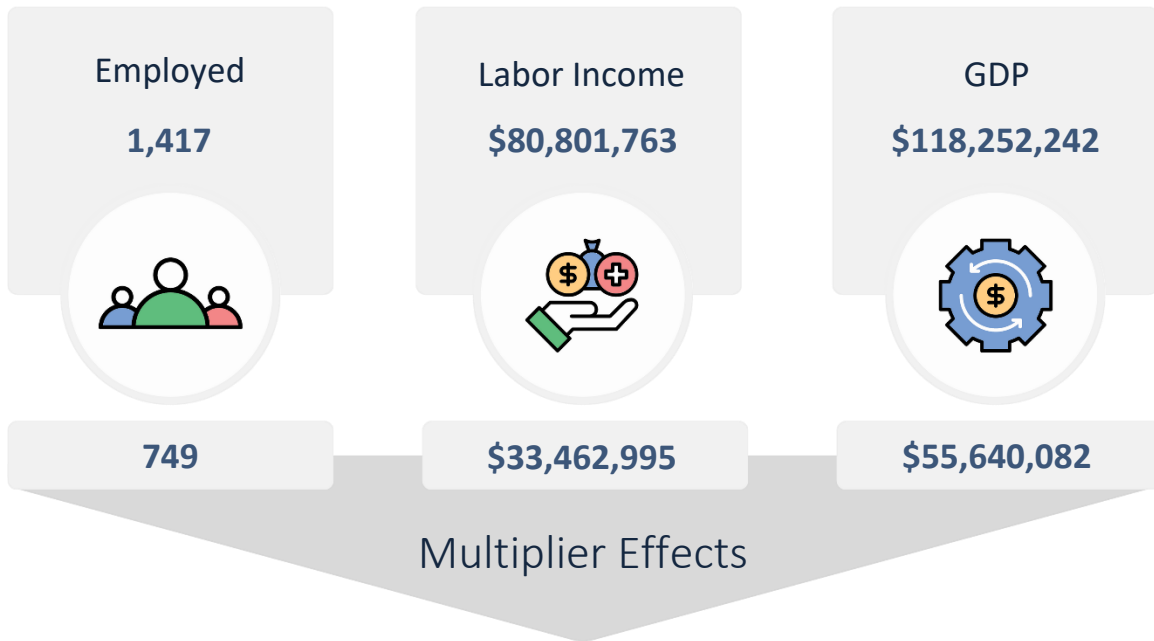 Employed
1,417
Labor Income
$80,801,763
GDP
$118,252,242
$
$
749
$33,462,995
$55,640,082
Multiplier Effects